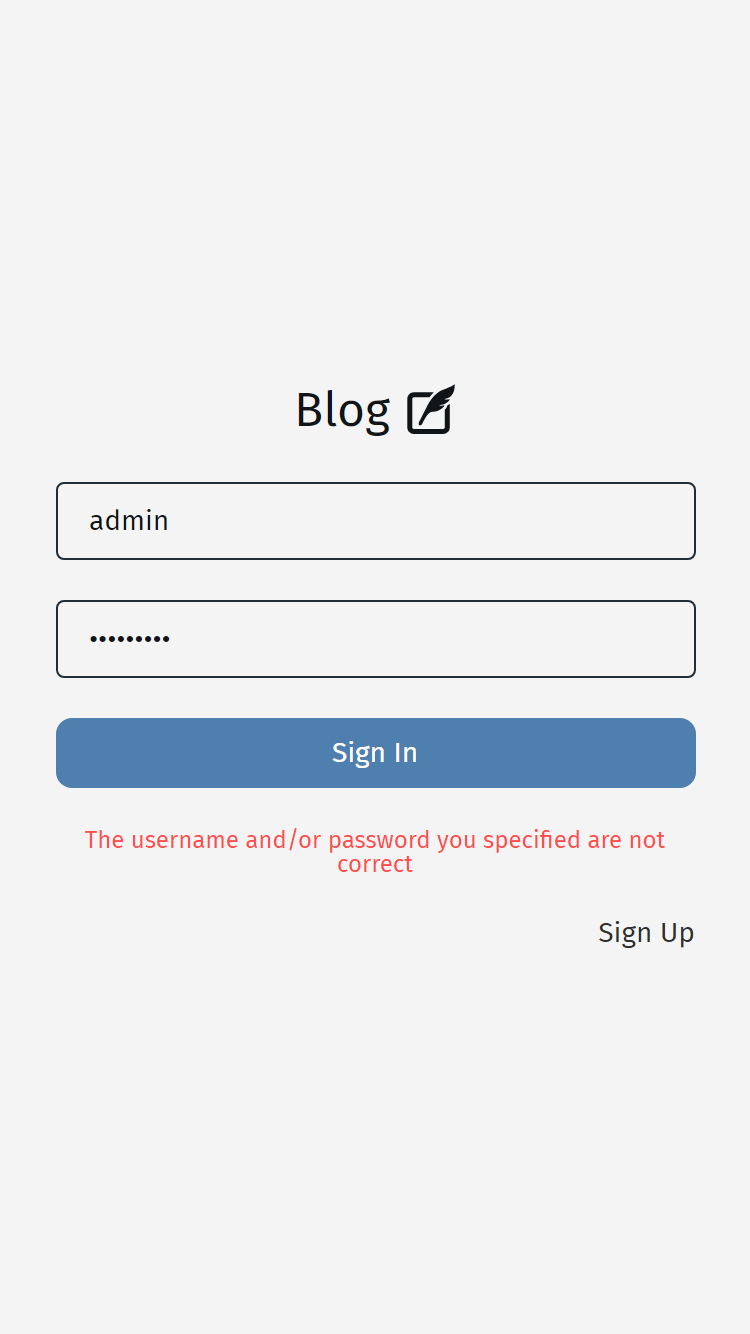 Blog
admin
•••••••••
Sign In
The username and/or password you specified are not
correct
Sign Up